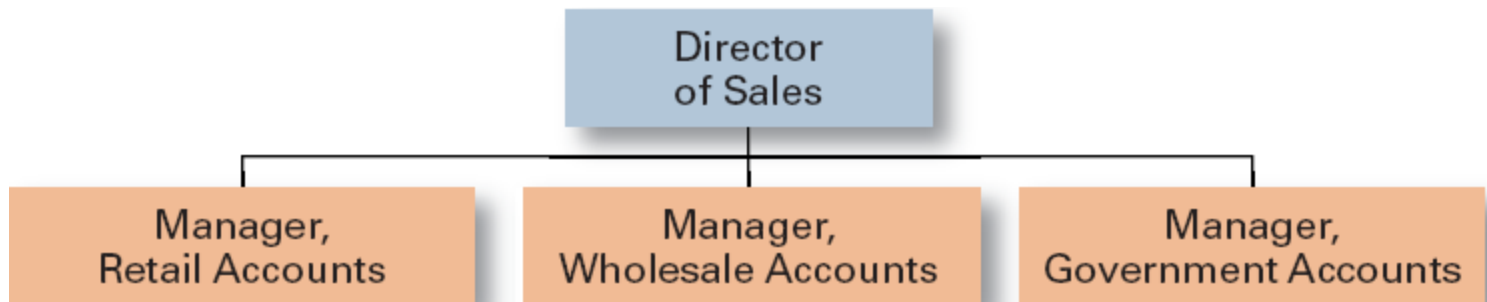 Director
of Sales
Manager,
Retail Accounts
Manager,
Wholesale Accounts
Manager,
Government Accounts